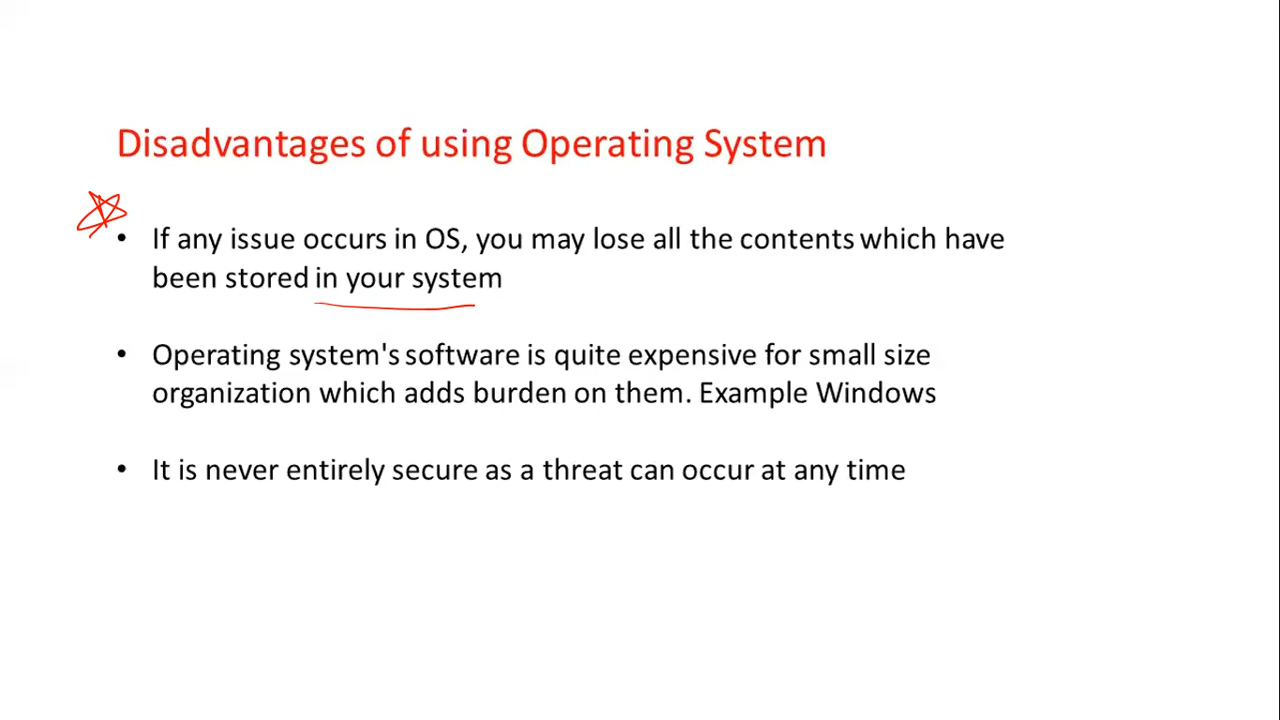 Disadvantages of using Operating System
• If any issue occurs in OS, you may lose all the contents which have
been stored in your system
• Operating system's software is quite expensive for small size
organization which adds burden on them. Example Windows
• It is never entirely secure as a threat can occur at any time